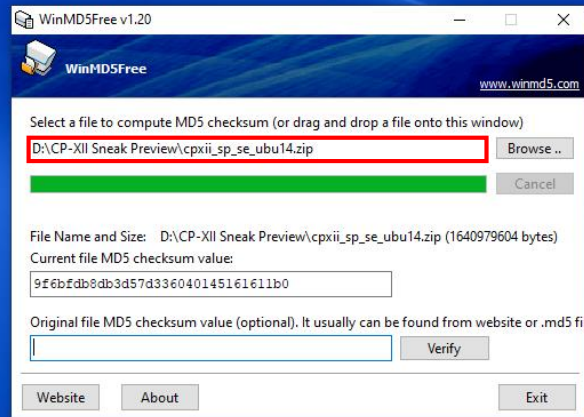 WinMD5Free v1.20
WinMD5Free
www.winmd5.com
Select a file to compute MD5 checksum (or drag and drop a file onto this window)
D:\CP-XII Sneak Preview\cpxii_sp_se_ubu14.zip
Browse ..
Cancel
File Name and Size: D:\CP-XII Sneak Preview\cpxii_sp_se_ubu14.zip (1640979604 bytes)
Current file MD5 checksum value:
9f6bfdb8db3d57d336040145161611b0
Original file MD5 checksum value (optional). It usually can be found from website or .md5 fi
Verify
Website
About
Exit